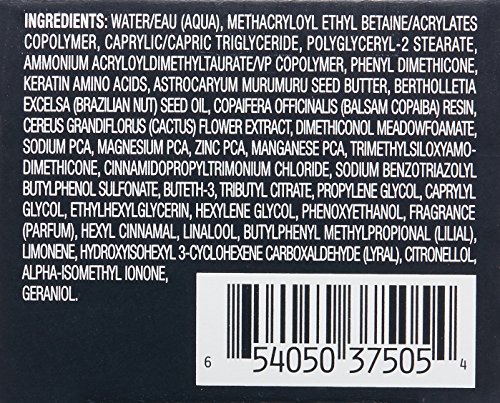 INGREDIENTS: WATER/EAU (AQUA), METHACRYLOYL ETHYL BETAINE/ACRYLATES
COPOLYMER, CAPRYLIC/CAPRIC TRIGLYCERIDE, POLYGLYCERYL-2 STEARATE,
AMMONIUM ACRYLOYLDIMETHYLTAURATE/VP COPOLYMER, PHENYL DIMETHICONE,
KERATIN AMINO ACIDS, ASTROCARYUM MURUMURU SEED BUTTER, BERTHOLLETIA
EXCELSA (BRAZILIAN NUT) SEED OIL, COPAIFERA OFFICINALIS (BALSAM COPAIBA) RESIN,
CEREUS GRANDIFLORUS (CACTUS) FLOWER EXTRACT, DIMETHICONOL MEADOWFOAMATE,
SODIUM PCA, MAGNESIUM PCA, ZINC PCA, MANGANESE PCA, TRIMETHYLSILOXYAMO-
DIMETHICONE, CINNAMIDOPROPYLTRIMONIUM CHLORIDE, SODIUM BENZOTRIAZOLYL
BUTYLPHENOL SULFONATE, BUTETH-3, TRIBUTYL CITRATE, PROPYLENE GLYCOL, CAPRYLYL
GLYCOL, ETHYLHEXYLGLYCERIN, HEXYLENE GLYCOL, PHENOXYETHANOL, FRAGRANCE
(PARFUM), HEXYL CINNAMAL, LINALOOL, BUTYLPHENYL METHYLPROPIONAL (LILIAL),
LIMONENE, HYDROXYISOHEXYL 3-CYCLOHEXENE CARBOXALDEHYDE (LYRAL), CITRONELLOL,
ALPHA-ISOMETHYL IONONE,
GERANIOL.
6 54050 37505 4